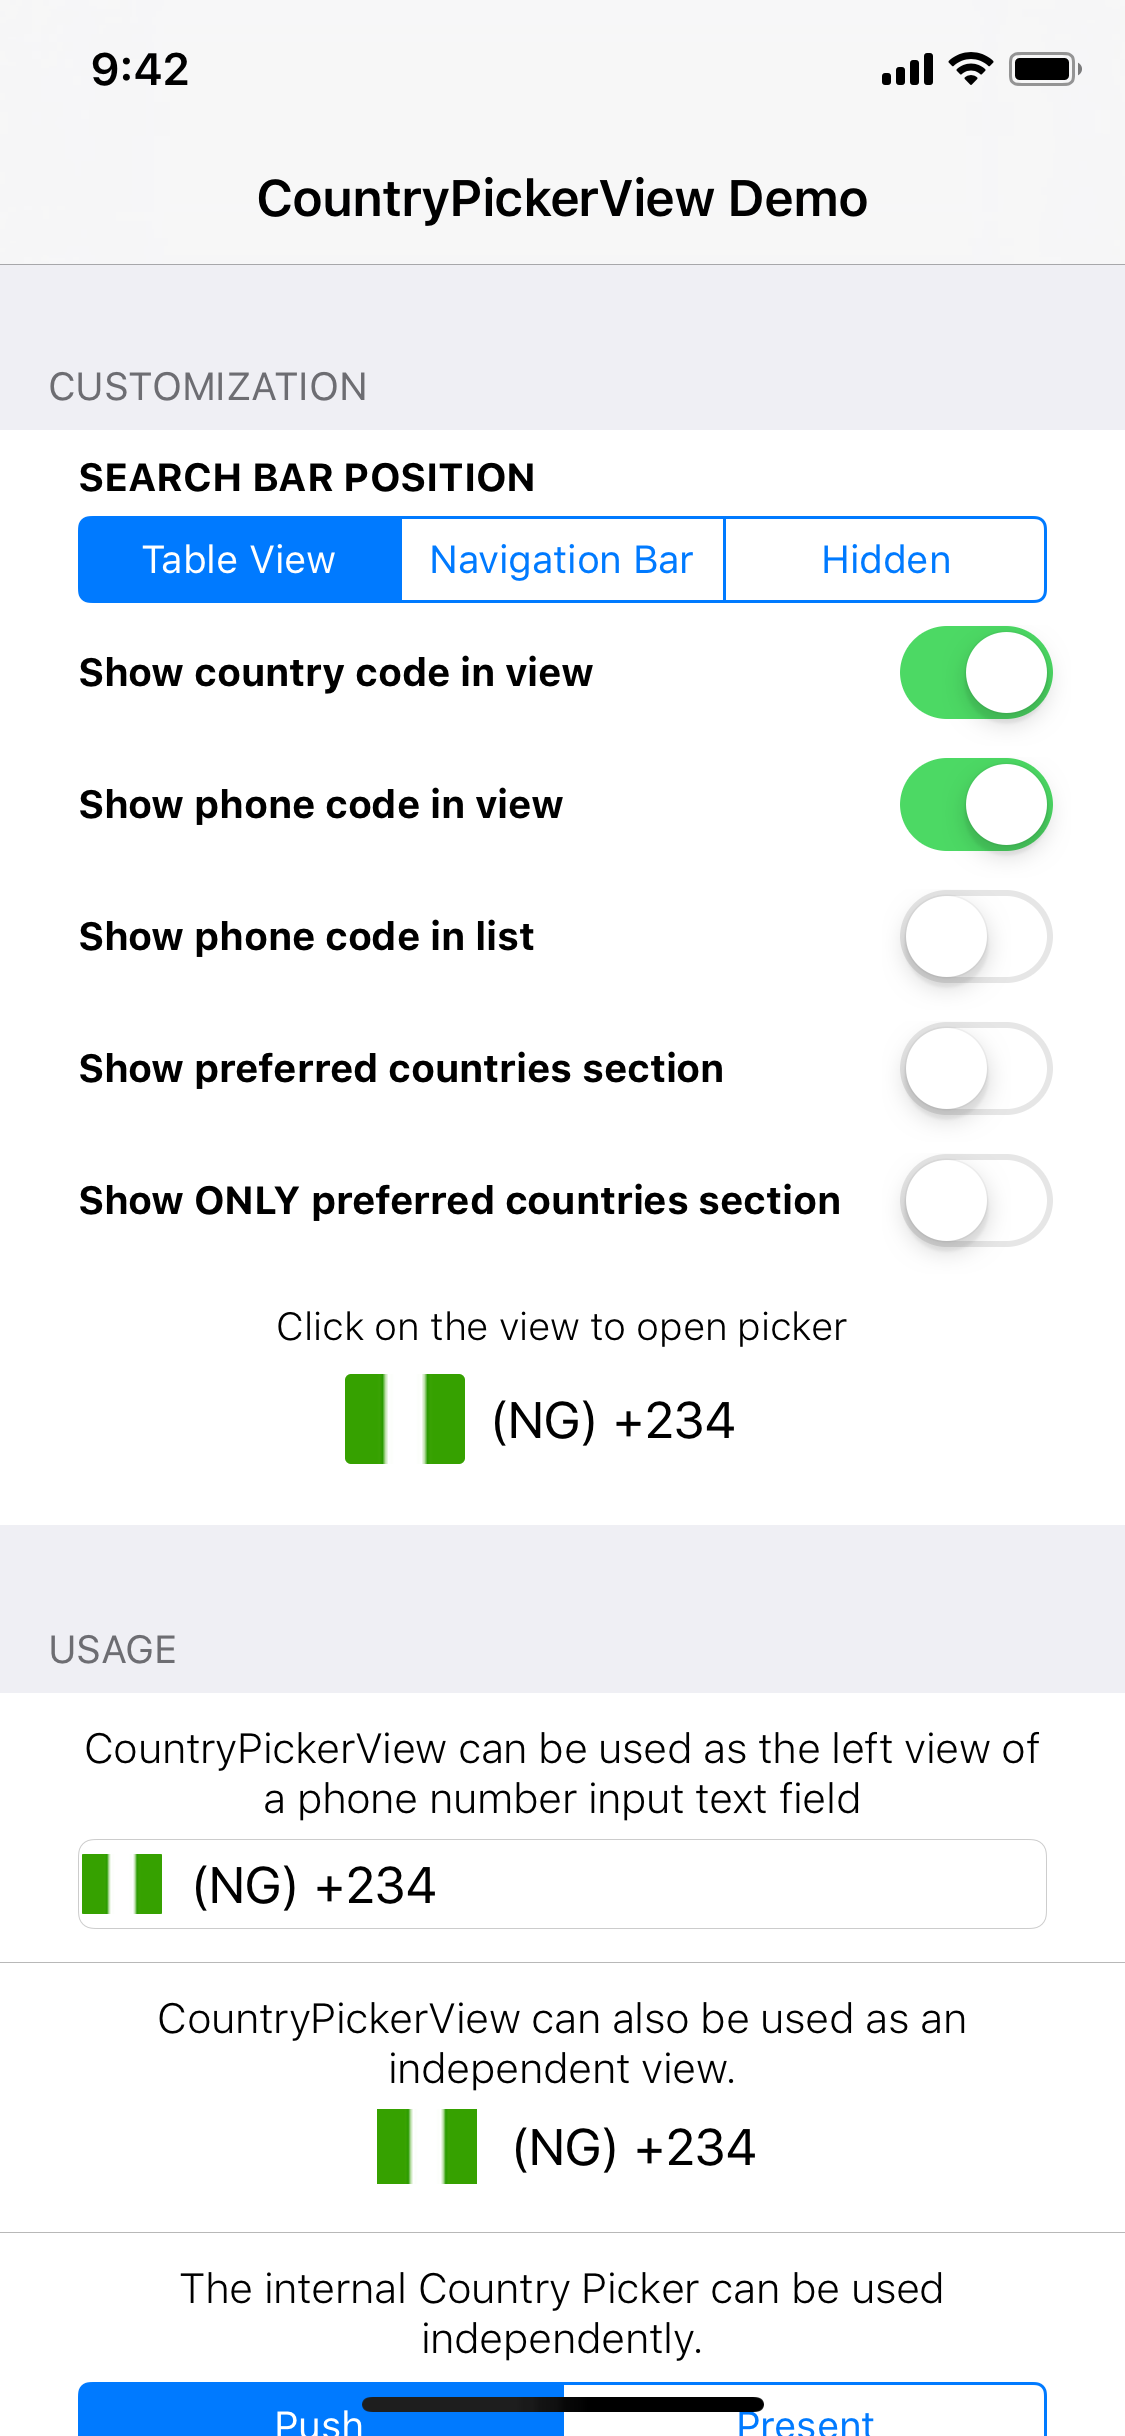 9:42
CountryPickerView Demo
CUSTOMIZATION
SEARCH BAR POSITION
Table View Navigation Bar Hidden
Show country code in view
Show phone code in view
Show phone code in list
Show preferred countries section
Show ONLY preferred countries section
Click on the view to open picker
(NG) +234
USAGE
CountryPickerView can be used as the left view of
a phone number input text field
(NG) +234
CountryPickerView can also be used as an
independent view.
(NG) +234
The internal Country Picker can be used
independently.
Push Present